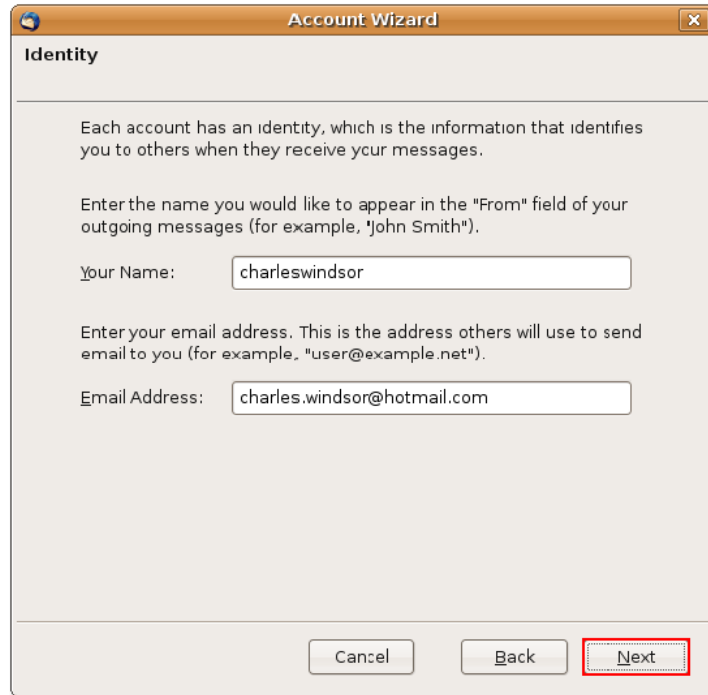 Account Wizard
Identity
Each account has an identity, which is the information that identifies
you to others when they receive your messages.
Enter the name you would like to appear in the "From" field of your
outgoing messages (for example, "John Smith").
Your Name: charleswindsor
Enter your email address. This is the address others will use to send
email to you (for example, "user@example.net").
Email Address: charles.windsor@hotmail.com
Cancel Back Next